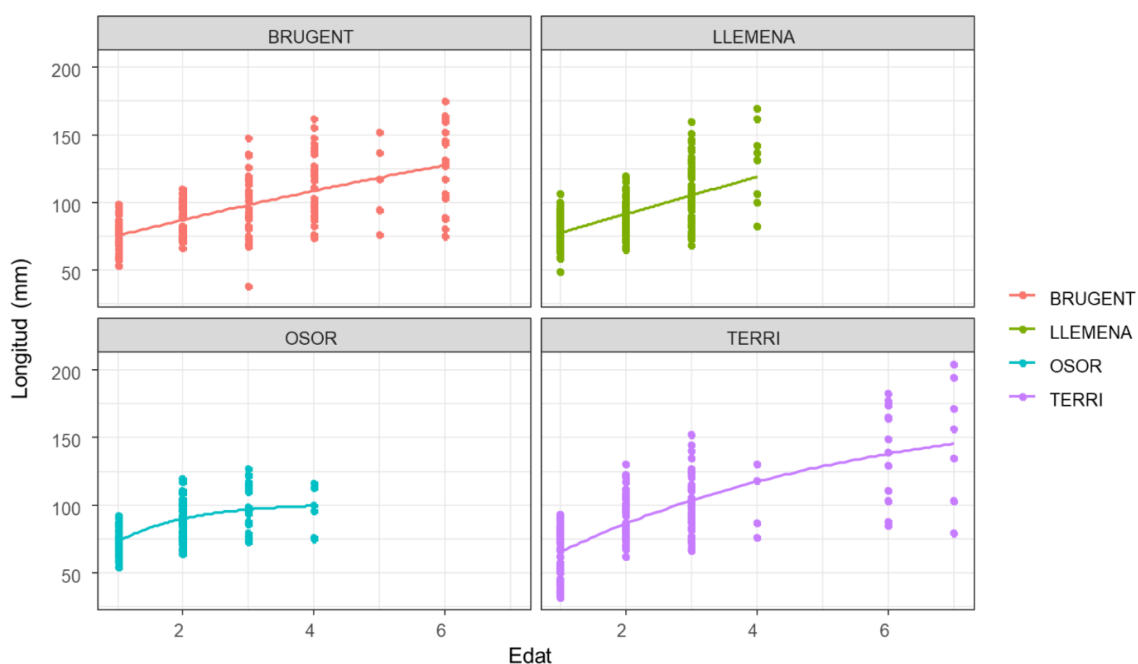 BRUGENT
LLEMENA
200
150
100
50
Longitud (mm)
BRUGENT
LLEMENA
OSOR
TERRI
OSOR
TERRI
200
150
100
50
2
4
6
2
4
6
Edat